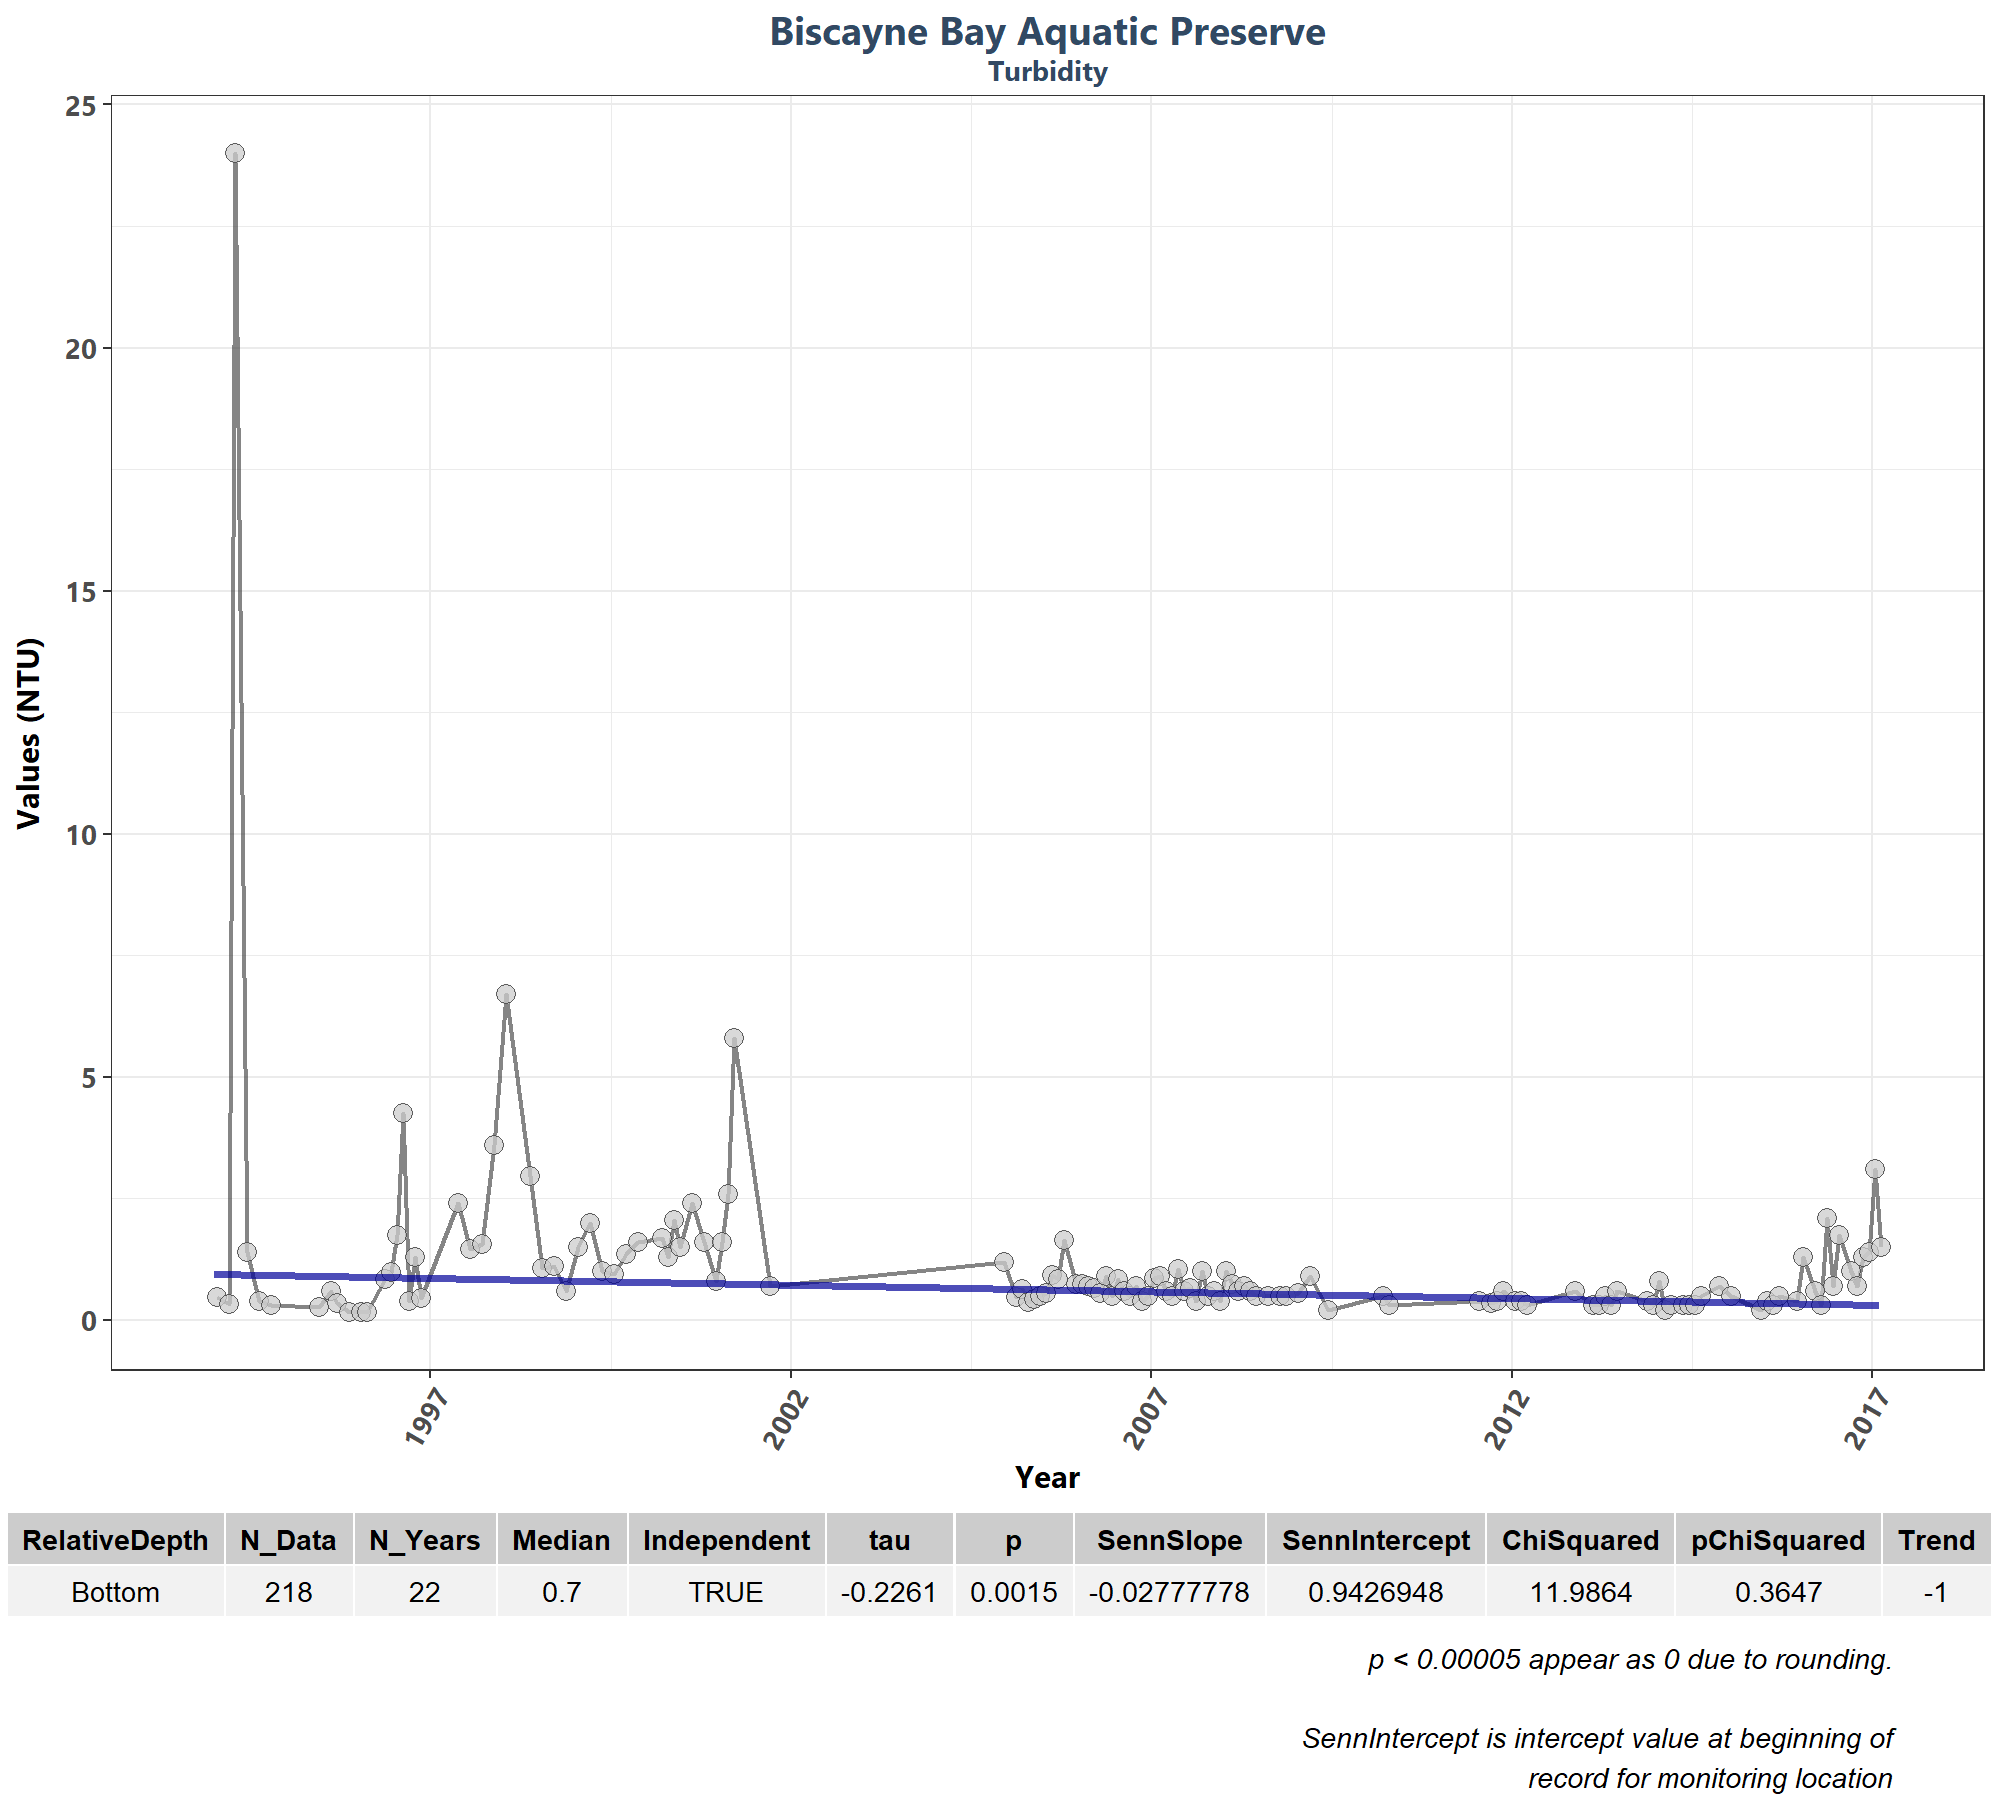 Biscayne Bay Aquatic Preserve
Turbidity
25
20
15
10
5
0
Values (NTU)
1997
2002
2007
2012
2017
Year
RelativeDepth N_Data N_Years Median Independent tau p SennSlope SennIntercept ChiSquared pChiSquared Trend
Bottom 218 22 0.7 TRUE -0.2261 0.0015 -0.02777778 0.9426948 11.9864 0.3647 -1
p < 0.00005 appear as 0 due to rounding.
SennIntercept is intercept value at beginning of
record for monitoring location